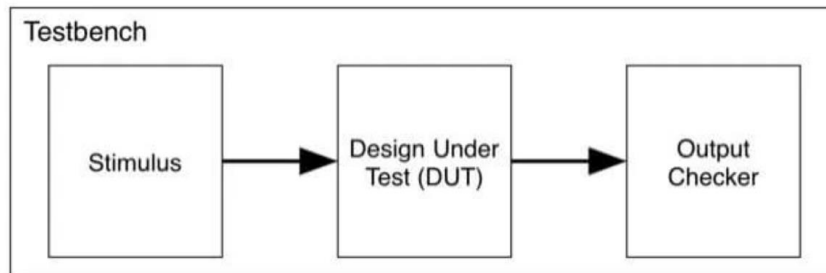 Testbench
Stimulus
Design Under
Test (DUT)
Output
Checker